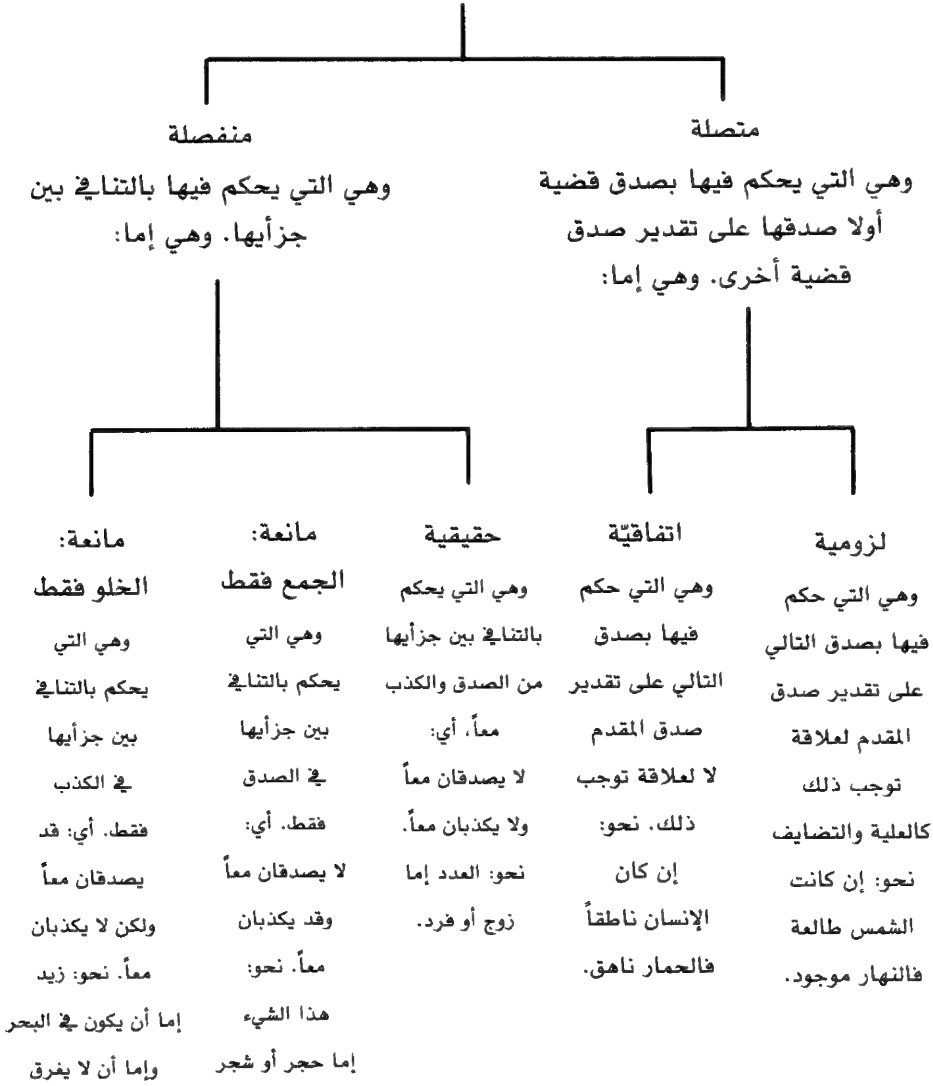 متصلة
وهي التي يحكم فيها بصدق قضية
أولا صدقها على تقدير صدق
قضية أخرى. وهي إما:
منفصلة
وهي التي يحكم فيها بالتنافي بين
جزأيها. وهي إما:
لزومية
وهي التي حكم
فيها بصدق التالي
على تقدير صدق
المقدم لعلاقة
توجب ذلك
كالعلية والتضايف
نحو: إن كانت
الشمس طالعة
فالنهار موجود.
اتفاقيّة
وهي التي حكم
فيها بصدق
التالي على تقدير
صدق المقدم
لا لعلاقة توجب
ذلك. نحو:
إن كان
الإنسان ناطقاً
فالحمار ناهق.
حقيقية
وهي التي يحكم
بالتنافي بين جزأيها
من الصدق والكذب
معاً، أي:
لا يصدقان معاً
ولا يكذبان معاً.
نحو: العدد إما
زوج أو فرد.
مانعة:
الجمع فقط
وهي التي
يحكم بالتنافي
بين جزأيها
في الصدق
فقط. أي:
لا يصدقان معاً
وقد يكذبان
معاً. نحو:
هذا الشيء
إما حجر أو شجر
مانعة:
الخلو فقط
وهي التي
يحكم بالتنافي
بين جزأيها
في الكذب
فقط. أي: قد
يصدقان معاً
ولكن لا يكذبان
معاً. نحو: زيد
إما أن يكون في البحر
وإما أن لا يغرق